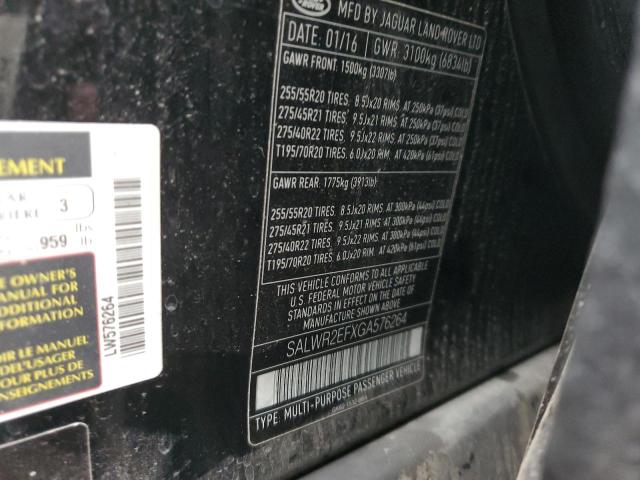 MFD BY JAGUAR LAND ROVER LTD
DATE: 01/16 GWR: 3100kg (6834lb)
GAWR FRONT: 1500kg (3307lb)
255/55R20 TIRES. 8.5Jx20 RIMS. AT 250kPa (37psi) COLD
275/45R21 TIRES. 9.5Jx21 RIMS. AT 250kPa (37psi) COLD
275/40R22 TIRES. 9.5Jx22 RIMS. AT 250kPa (37psi) COLD
T195/70R20 TIRES. 6.0Jx20 RIM. AT 420kPa (61psi) COLD
GAWR REAR: 1775kg (3913lb)
255/55R20 TIRES. 8.5Jx20 RIMS. AT 300kPa (44psi) COLD
275/45R21 TIRES. 9.5Jx21 RIMS. AT 300kPa (44psi) COLD
275/40R22 TIRES. 9.5Jx22 RIMS. AT 300kPa (44psi) COLD
T195/70R20 TIRES. 6.0Jx20 RIM. AT 420kPa (61psi) COLD
THIS VEHICLE CONFORMS TO ALL APPLICABLE
U.S. FEDERAL MOTOR VEHICLE SAFETY
STANDARDS IN EFFECT ON THE DATE OF
MANUFACTURE SHOWN ABOVE.
SALWR2EFXGA576264
TYPE: MULTI-PURPOSE PASSENGER VEHICLE
EMENT
3
959 lbs
lb
E OWNER'S
MANUAL FOR
ADDITIONAL
FORMATION
IR LE MANUEL
DE L'USAGER
R PLUS DE
NSEIGNEMENTS
LW576264